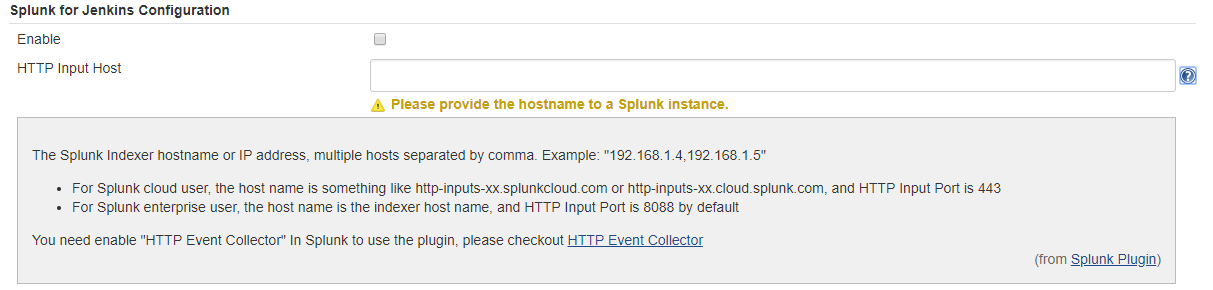 Splunk for Jenkins Configuration
Enable
HTTP Input Host
Please provide the hostname to a Splunk instance.
The Splunk Indexer hostname or IP address, multiple hosts separated by comma. Example: "192.168.1.4,192.168.1.5"
• For Splunk cloud user, the host name is something like http-inputs-xx.splunkcloud.com or http-inputs-xx.cloud.splunk.com, and HTTP Input Port is 443
• For Splunk enterprise user, the host name is the indexer host name, and HTTP Input Port is 8088 by default
You need enable "HTTP Event Collector" In Splunk to use the plugin, please checkout HTTP Event Collector
(from Splunk Plugin)